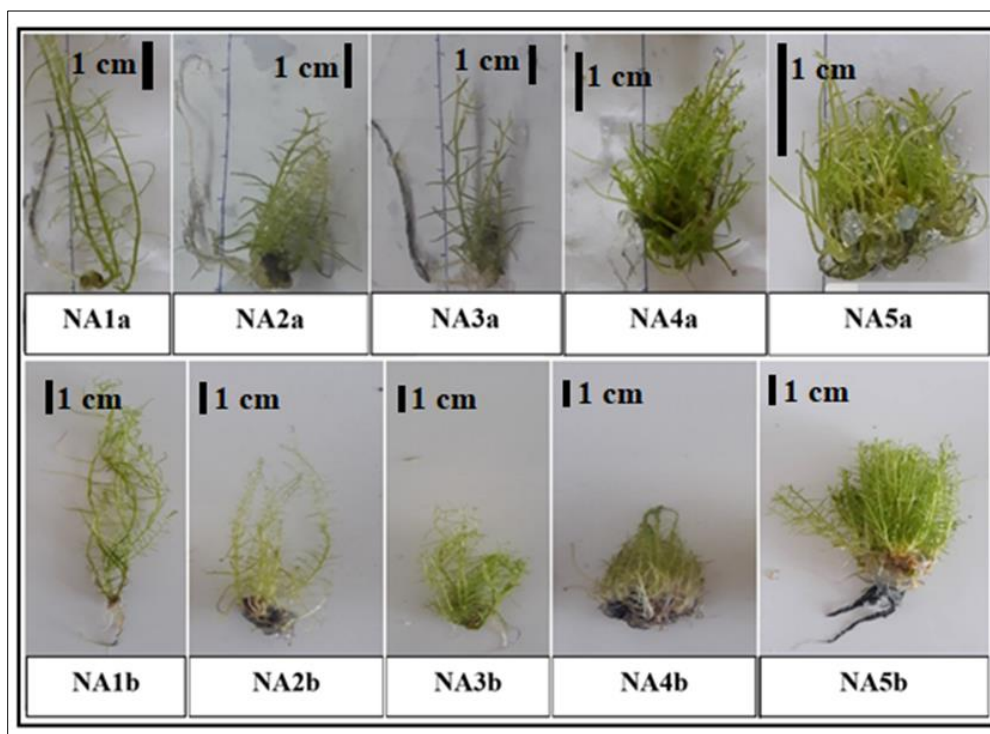 1 cm 1 cm 1 cm 1 cm 1 cm
NA1a NA2a NA3a NA4a NA5a
1 cm 1 cm 1 cm 1 cm 1 cm
NA1b NA2b NA3b NA4b NA5b